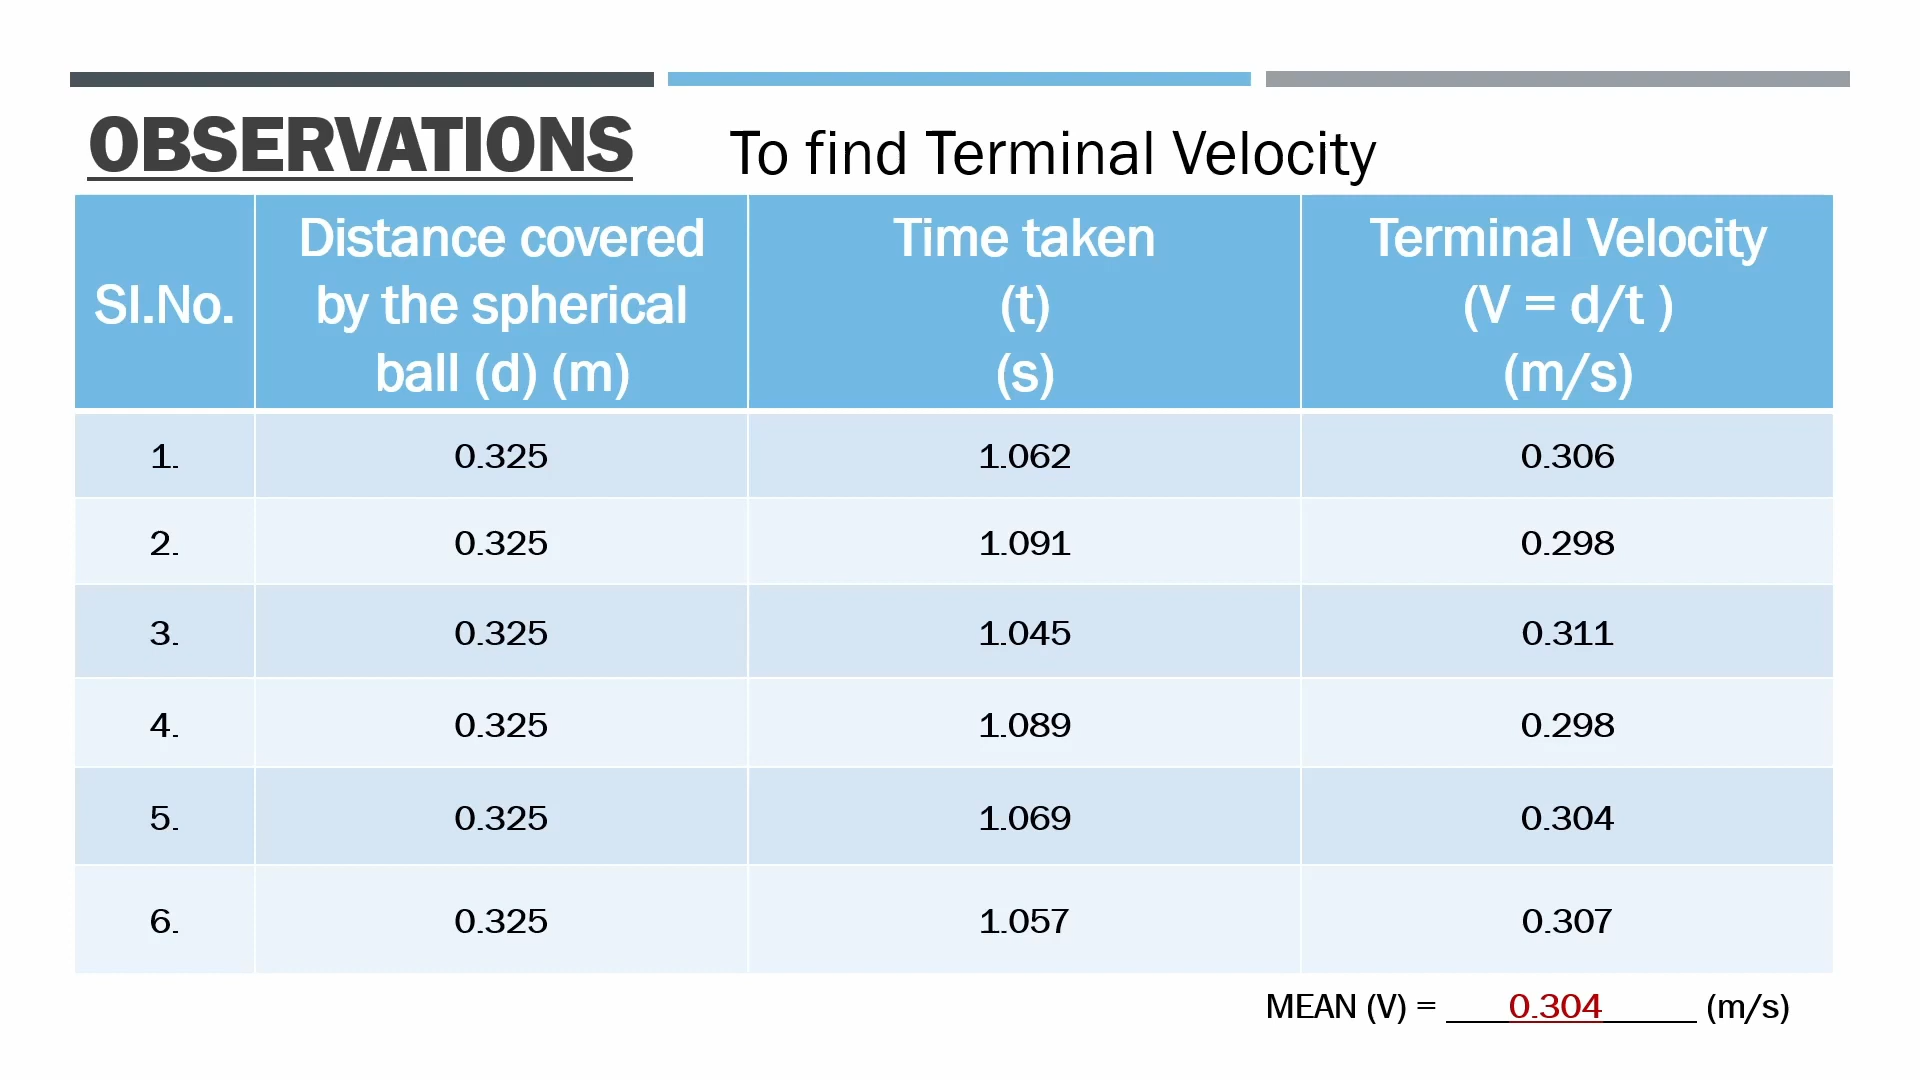 OBSERVATIONS To find Terminal Velocity
Sl.No. Distance covered by the spherical ball (d) (m) Time taken (t) (s) Terminal Velocity (V = d/t ) (m/s)
1. 0.325 1.062 0.306
2. 0.325 1.091 0.298
3. 0.325 1.045 0.311
4. 0.325 1.089 0.298
5. 0.325 1.069 0.304
6. 0.325 1.057 0.307
MEAN (V) = 0.304 (m/s)